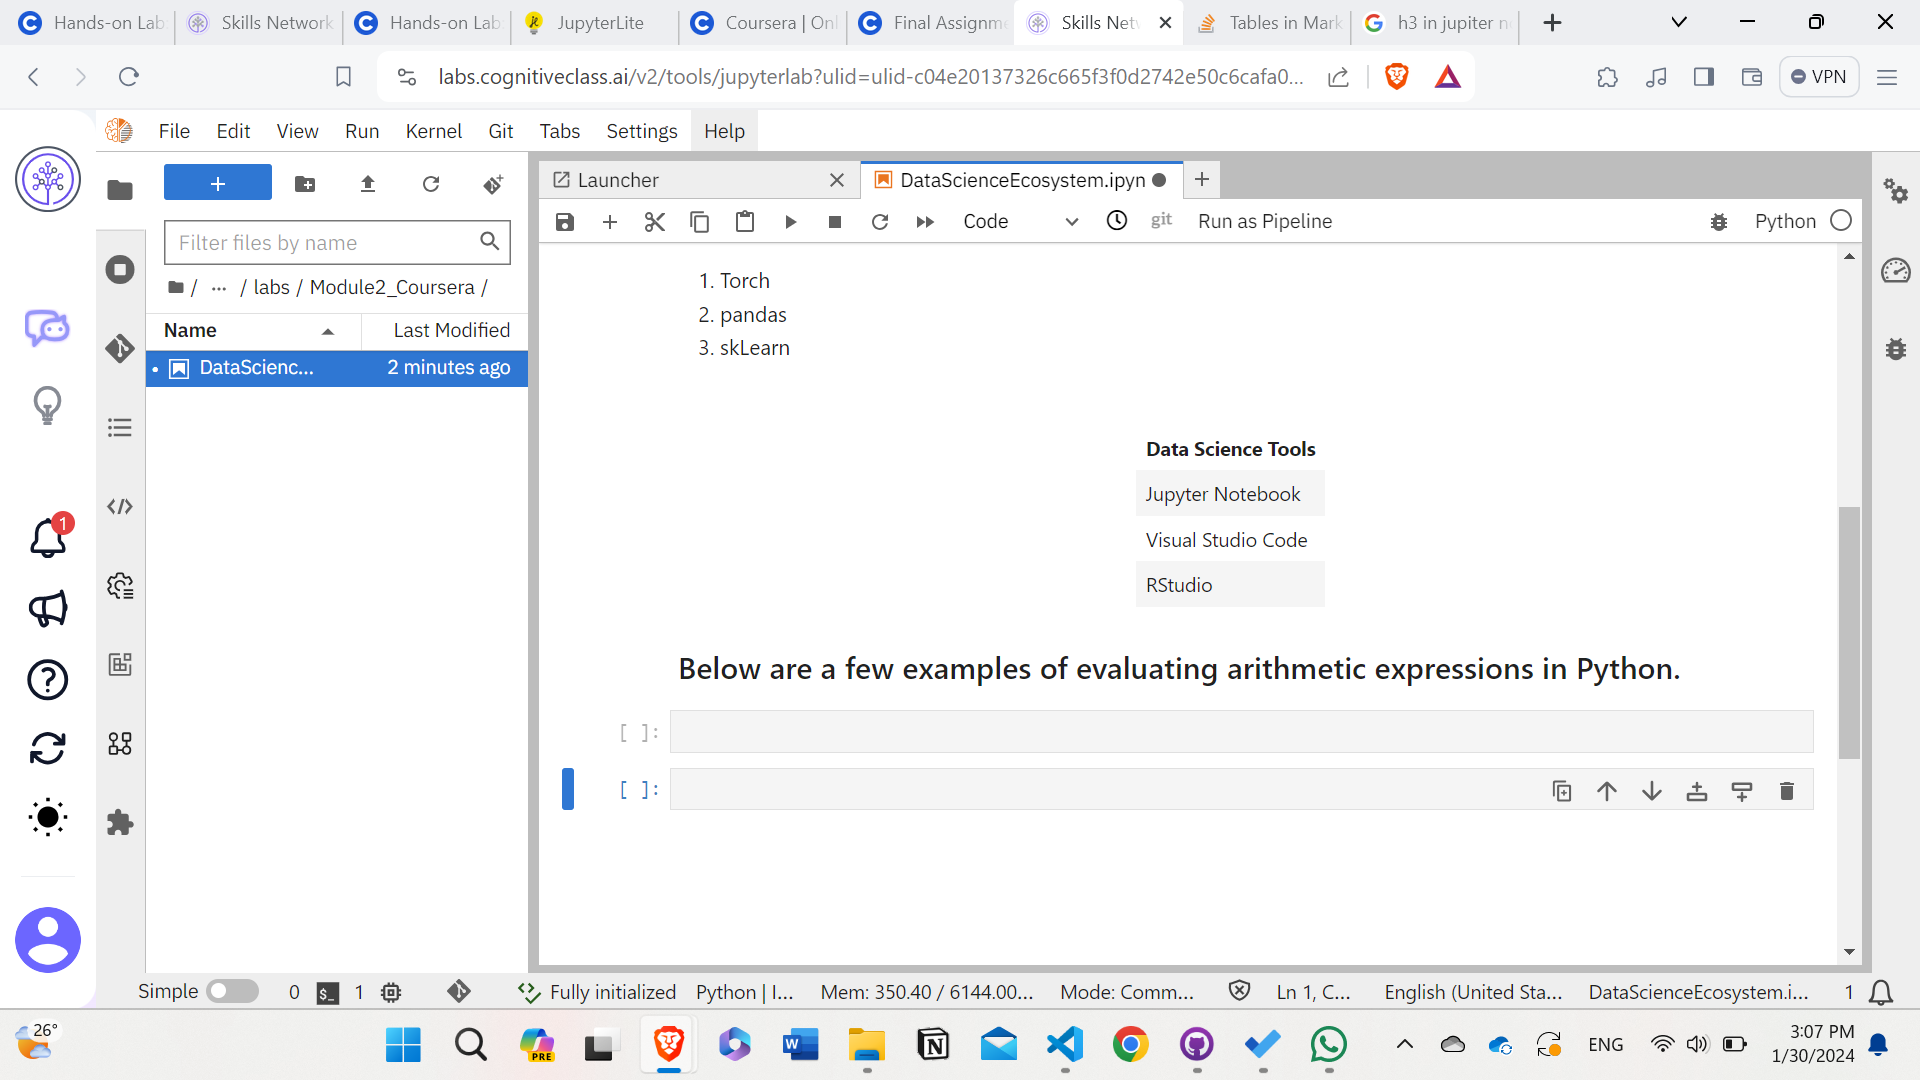 Hands-on Lab
Skills Network
Hands-on Lab
JupyterLite
Coursera | Onl
Final Assignme
Skills Netw
Tables in Mark
h3 in jupiter n
labs.cognitiveclass.ai/v2/tools/jupyterlab?ulid=ulid-c04e20137326c665f3f0d2742e50c6cafa0...
VPN
File Edit View Run Kernel Git Tabs Settings Help
Launcher
DataScienceEcosystem.ipyn
Code
git
Run as Pipeline
Python
Filter files by name
/ ... / labs / Module2_Coursera /
Name
Last Modified
DataScienc...
2 minutes ago
1. Torch
2. pandas
3. skLearn
Data Science Tools
Jupyter Notebook
Visual Studio Code
RStudio
Below are a few examples of evaluating arithmetic expressions in Python.
[ ]:
[ ]:
1
Simple
0
$_
1
Fully initialized
Python | I...
Mem: 350.40 / 6144.00...
Mode: Comm...
Ln 1, C...
English (United Sta...
DataScienceEcosystem.i...
1
26°
PRE
W
N
ENG
3:07 PM
1/30/2024